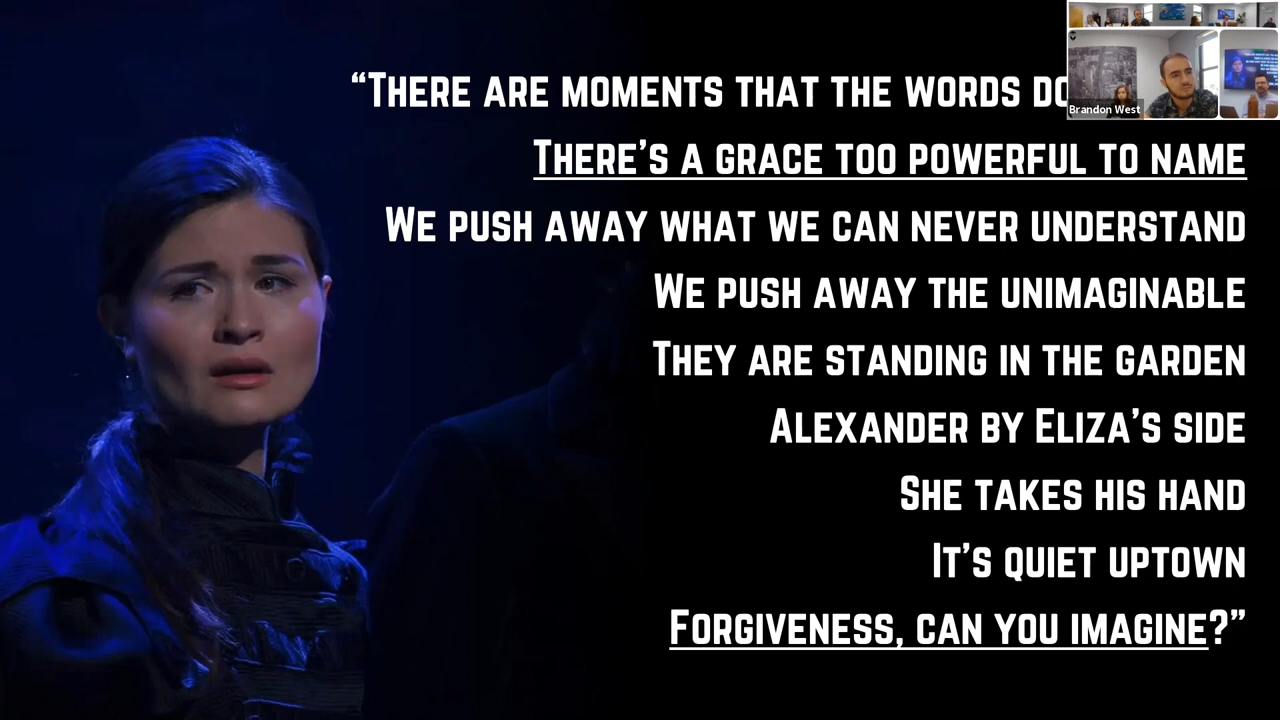 “There are moments that the words do
There’s a grace too powerful to name
We push away what we can never understand
We push away the unimaginable
They are standing in the garden
Alexander by Eliza’s side
She takes his hand
It’s quiet uptown
Forgiveness, can you imagine?”
Brandon West